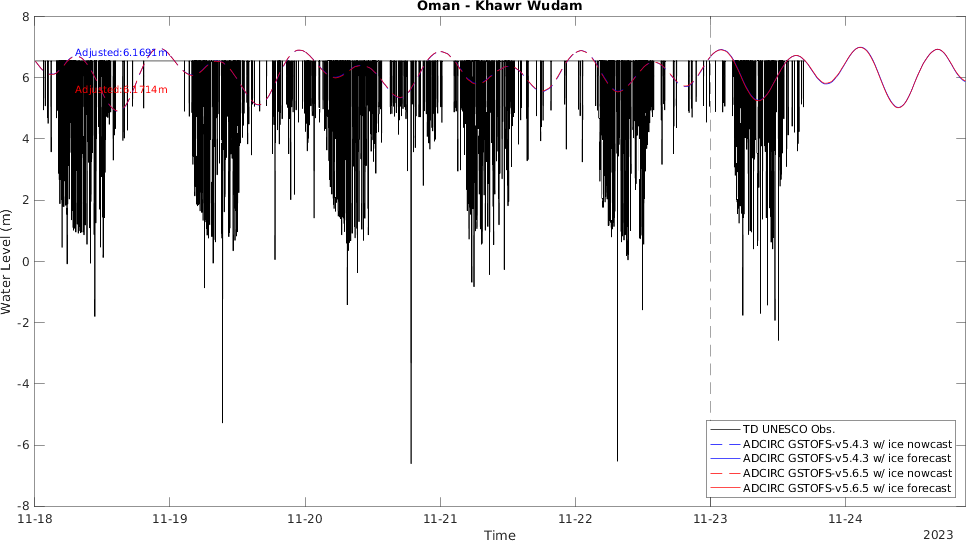 Oman - Khawr Wudam
8
6
4
2
0
-2
-4
-6
-8
Water Level (m)
Adjusted:6.1691m
Adjusted:6.1714m
TD UNESCO Obs.
ADCIRC GSTOFS-v5.4.3 w/ ice nowcast
ADCIRC GSTOFS-v5.4.3 w/ ice forecast
ADCIRC GSTOFS-v5.6.5 w/ ice nowcast
ADCIRC GSTOFS-v5.6.5 w/ ice forecast
11-18 11-19 11-20 11-21 11-22 11-23 11-24
Time
2023